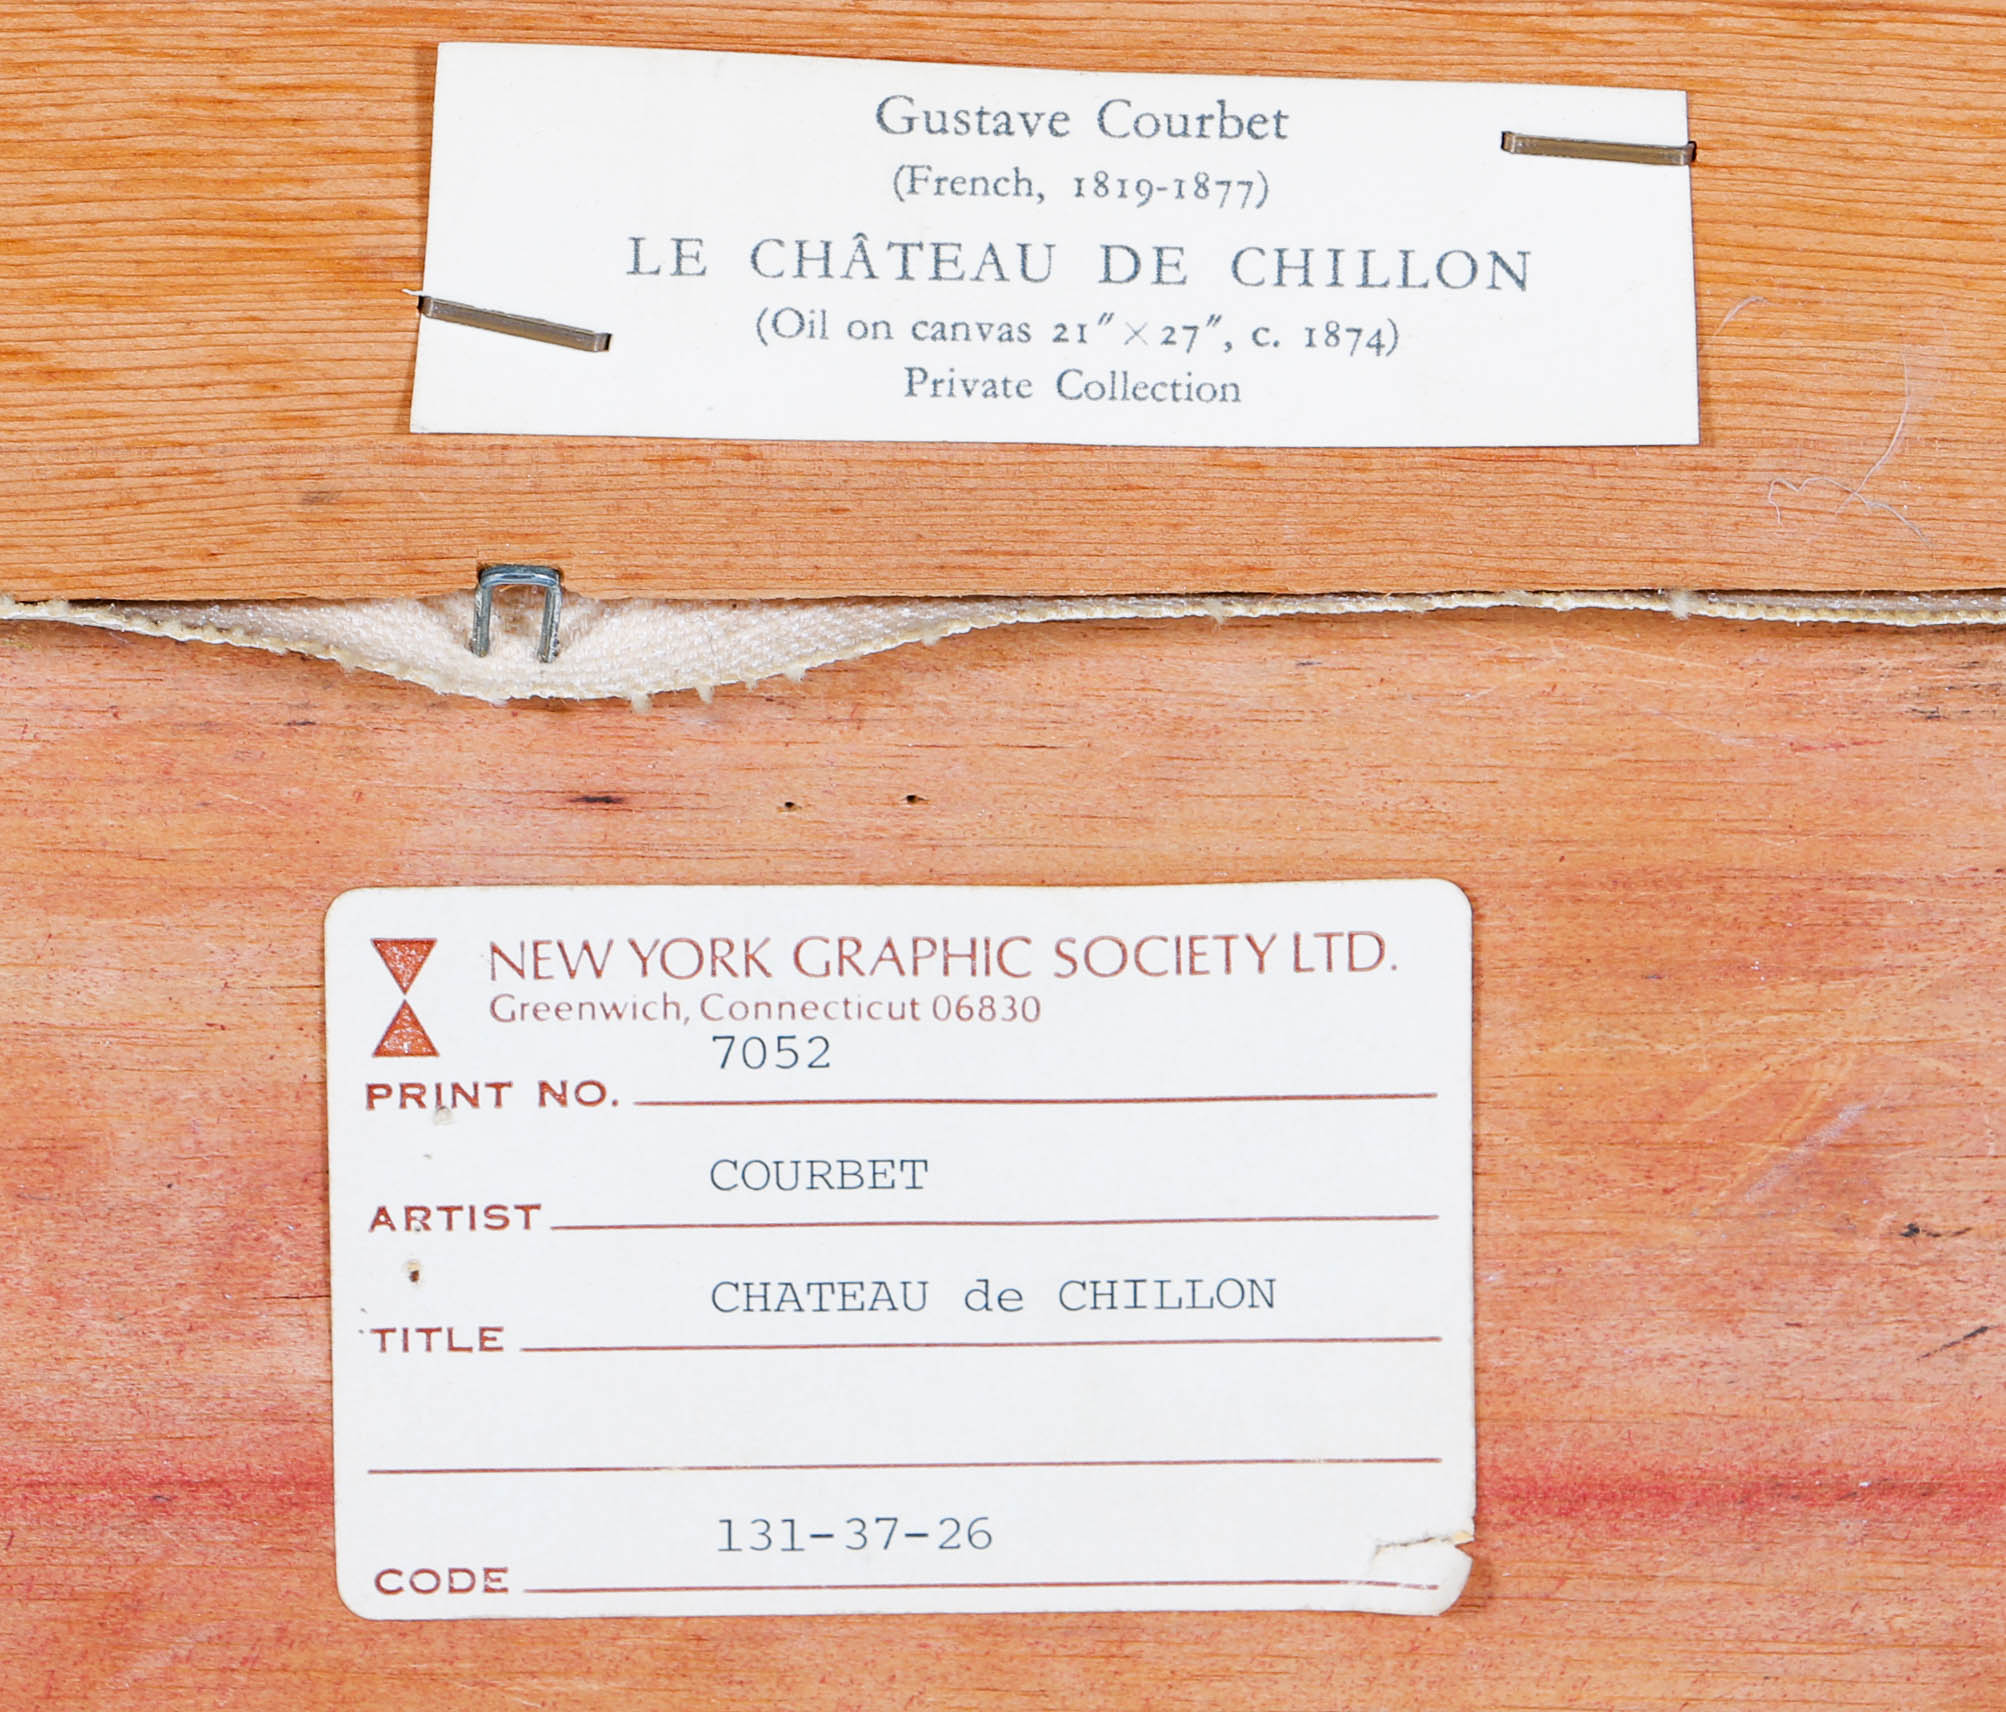 Gustave Courbet
(French, 1819-1877)
LE CHÂTEAU DE CHILLON
(Oil on canvas 21″ × 27″, c. 1874)
Private Collection
NEW YORK GRAPHIC SOCIETY LTD.
Greenwich, Connecticut 06830
7052
PRINT NO.
COURBET
ARTIST
CHATEAU de CHILLON
TITLE
131-37-26
CODE